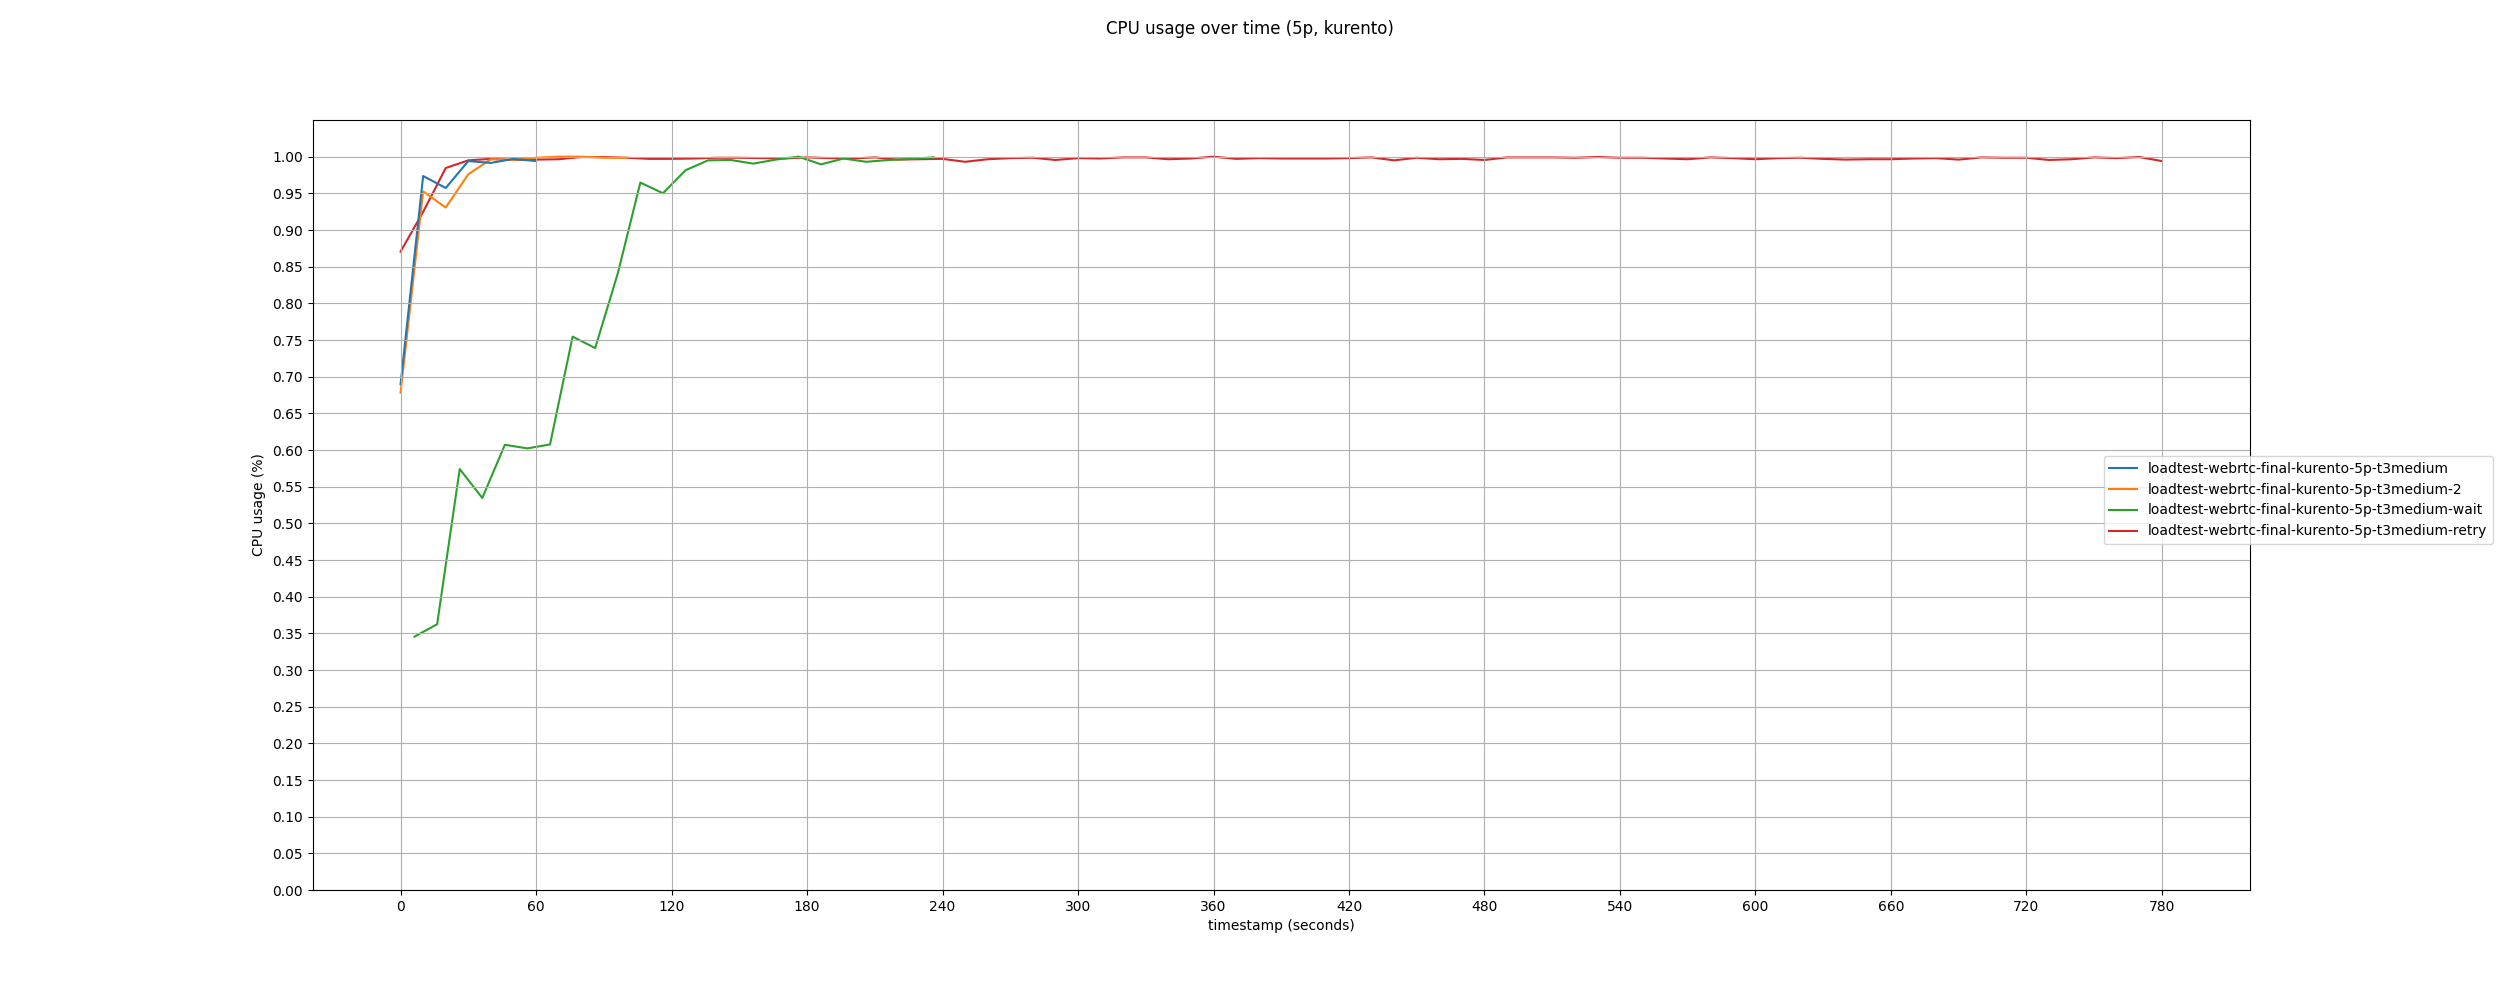 CPU usage over time (5p, kurento)
1.00
0.95
0.90
0.85
0.80
0.75
0.70
0.65
0.60
0.55
0.50
0.45
0.40
0.35
0.30
0.25
0.20
0.15
0.10
0.05
0.00
CPU usage (%)
loadtest-webrtc-final-kurento-5p-t3medium
loadtest-webrtc-final-kurento-5p-t3medium-2
loadtest-webrtc-final-kurento-5p-t3medium-wait
loadtest-webrtc-final-kurento-5p-t3medium-retry
0 60 120 180 240 300 360 420 480 540 600 660 720 780
timestamp (seconds)